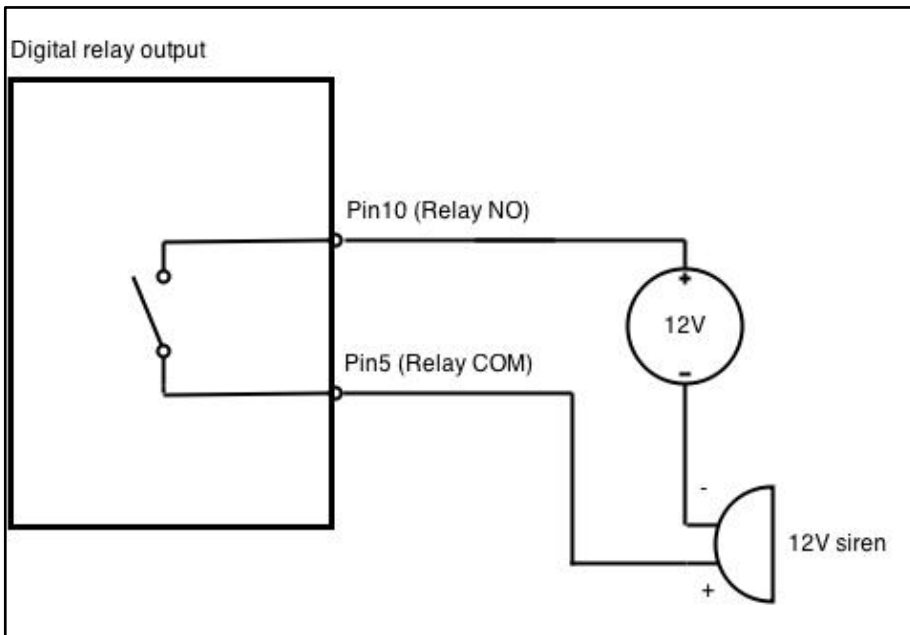 Digital relay output
Pin10 (Relay NO)
+
12V
Pin5 (Relay COM)
-
-
12V siren
+